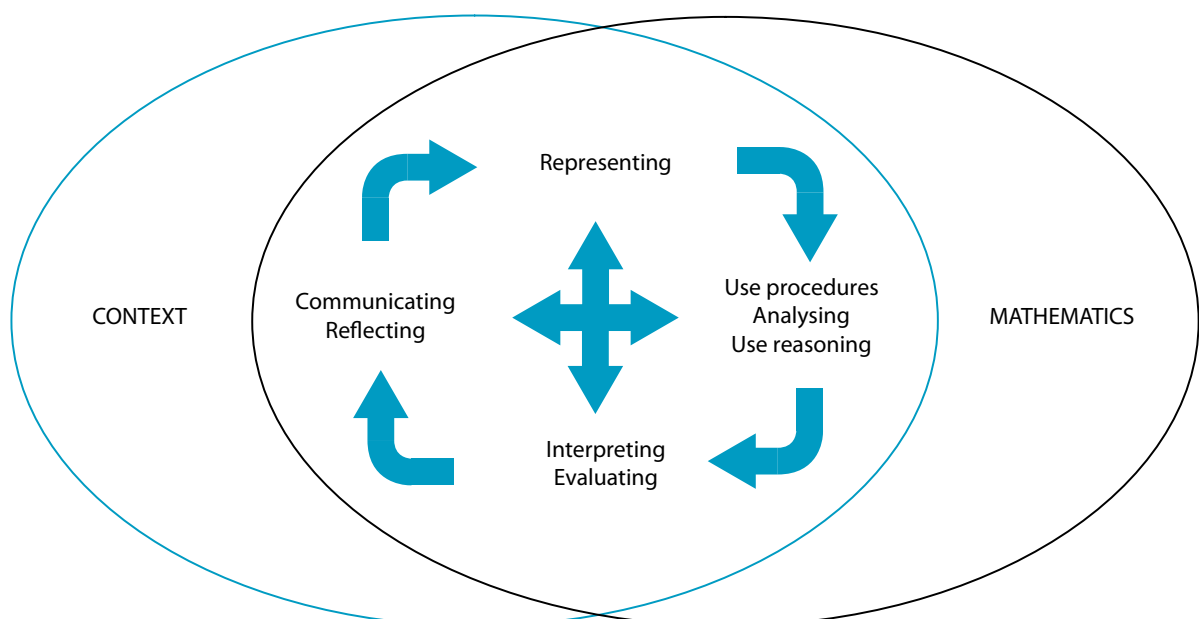 Representing
CONTEXT
Communicating
Reflecting
Use procedures
Analysing
Use reasoning
MATHEMATICS
Interpreting
Evaluating